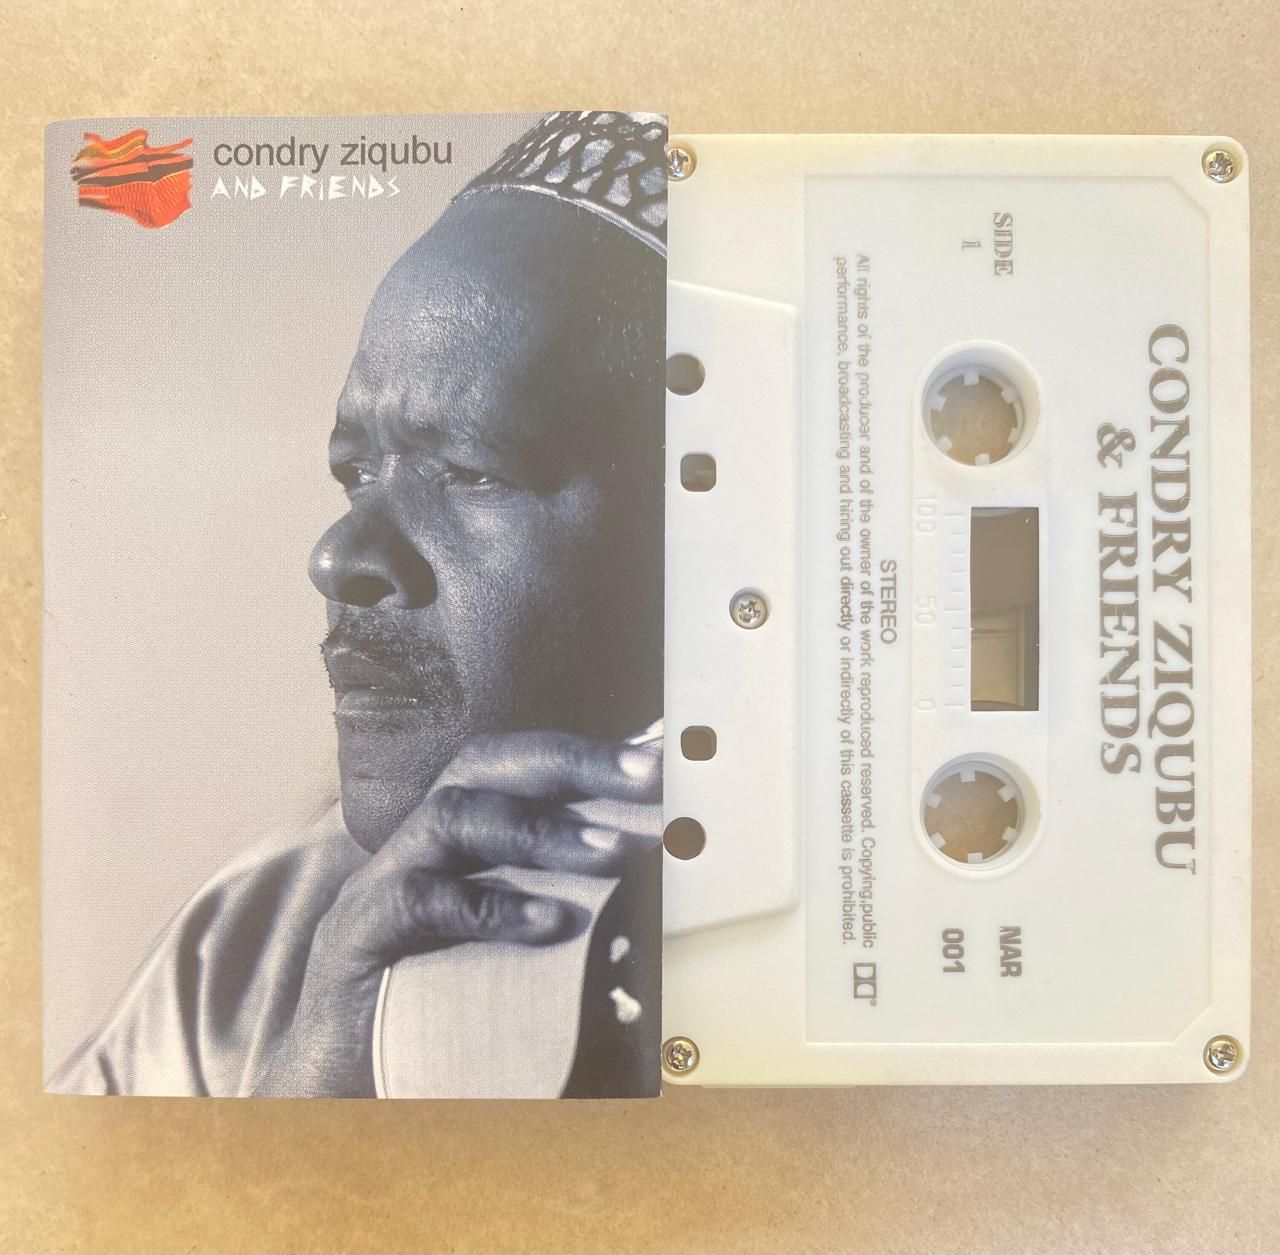 condry ziqubu
AND FRIENDS
CONDRY ZIQUBU
& FRIENDS
SIDE
1
NAR
001
100 50 0
STEREO
All rights of the producer and of the owner of the work reproduced reserved. Copying,public
performance, broadcasting and hiring out directly or indirectly of this cassette is prohibited.